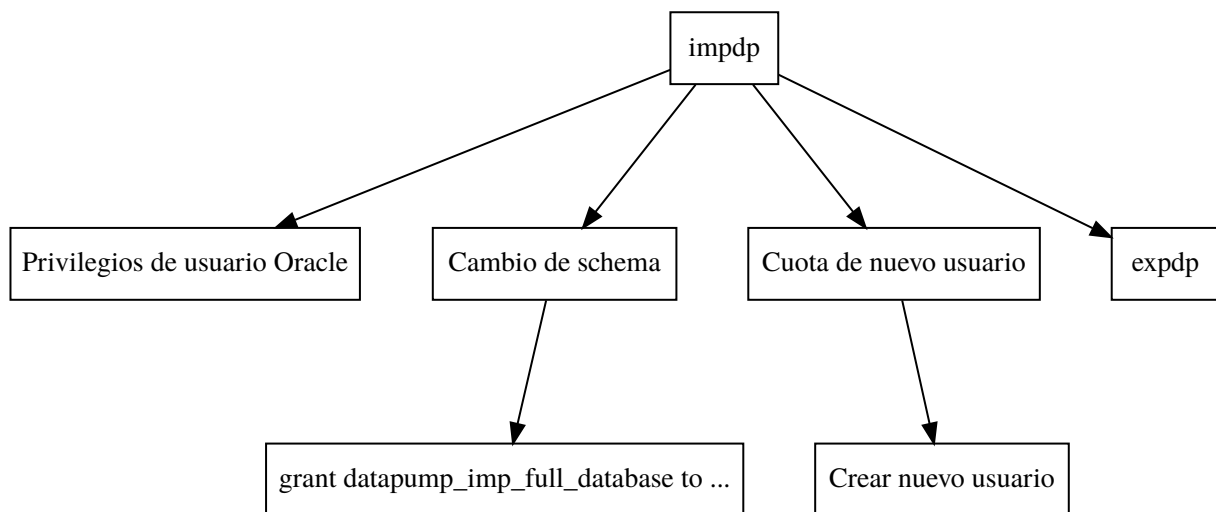 impdp
Privilegios de usuario Oracle
Cambio de schema
Cuota de nuevo usuario
expdp
grant datapump_imp_full_database to ...
Crear nuevo usuario